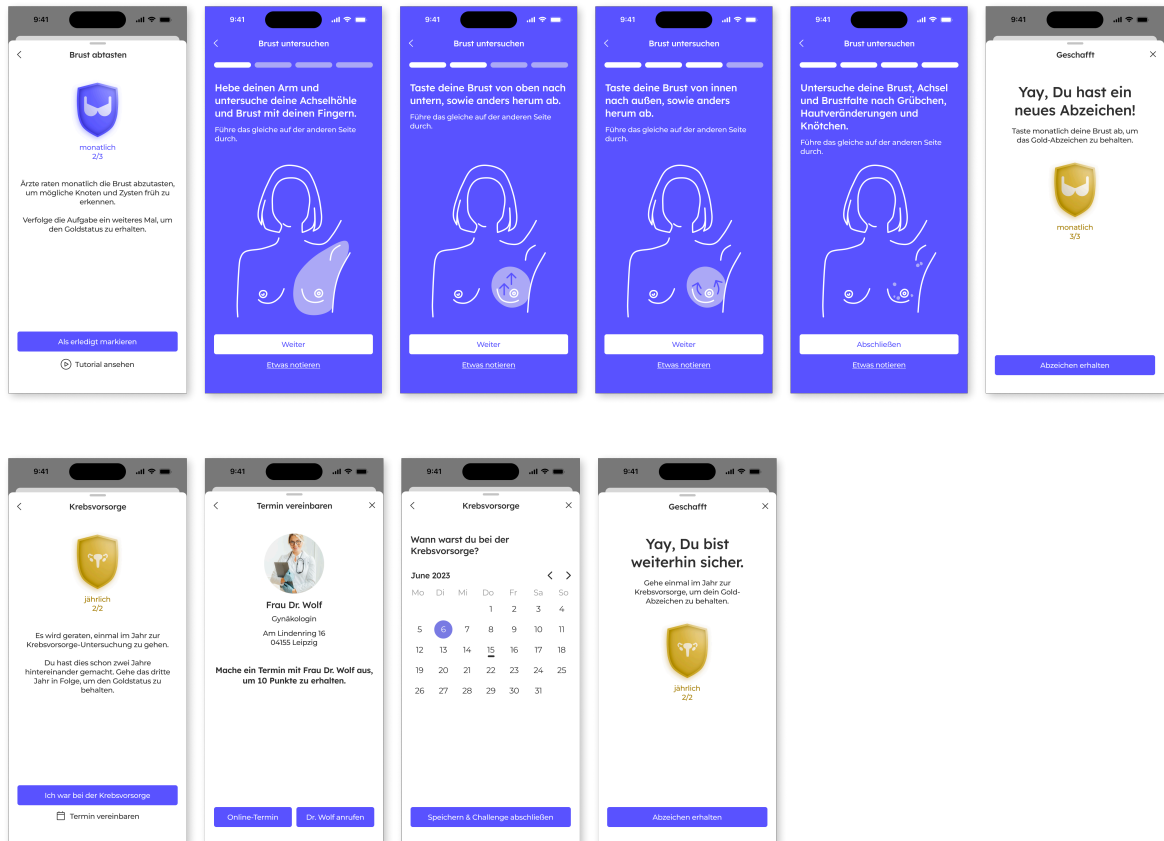 9:41
Brust abtasten
monatlich
2/3
Ärzte raten monatlich die Brust abzutasten,
um mögliche Knoten und Zysten früh zu
erkennen.
Verfolge die Aufgabe ein weiteres Mal, um
den Goldstatus zu erhalten.
Als erledigt markieren
Tutorial ansehen
9:41
Brust untersuchen
Hebe deinen Arm und
untersuche deine Achselhöhle
und Brust mit deinen Fingern.
Führe das gleiche auf der anderen Seite
durch.
Weiter
Etwas notieren
9:41
Brust untersuchen
Taste deine Brust von oben nach
untern, sowie anders herum ab.
Führe das gleiche auf der anderen Seite
durch.
Weiter
Etwas notieren
9:41
Brust untersuchen
Taste deine Brust von innen
nach außen, sowie anders
herum ab.
Führe das gleiche auf der anderen Seite
durch.
Weiter
Etwas notieren
9:41
Brust untersuchen
Untersuche deine Brust, Achsel
und Brustfalte nach Grübchen,
Hautveränderungen und
Knötchen.
Führe das gleiche auf der anderen Seite
durch.
Abschließen
Etwas notieren
9:41
Geschafft
Yay, Du hast ein
neues Abzeichen!
Taste monatlich deine Brust ab, um
das Gold-Abzeichen zu behalten.
monatlich
3/3
Abzeichen erhalten
9:41
Krebsvorsorge
jährlich
2/2
Es wird geraten, einmal im Jahr zur
Krebsvorsorge-Untersuchung zu gehen.
Du hast dies schon zwei Jahre
hintereinander gemacht. Gehe das dritte
Jahr in Folge, um den Goldstatus zu
behalten.
Ich war bei der Krebsvorsorge
Termin vereinbaren
9:41
Termin vereinbaren
Frau Dr. Wolf
Gynäkologin
Am Lindenring 16
04155 Leipzig
Mache ein Termin mit Frau Dr. Wolf aus,
um 10 Punkte zu erhalten.
Online-Termin Dr. Wolf anrufen
9:41
Krebsvorsorge
Wann warst du bei der
Krebsvorsorge?
June 2023
Mo Di Mi Do Fr Sa So
1 2 3 4
5 6 7 8 9 10 11
12 13 14 15 16 17 18
19 20 21 22 23 24 25
26 27 28 29 30 31
Speichern & Challenge abschließen
9:41
Geschafft
Yay, Du bist
weiterhin sicher.
Gehe einmal im Jahr zur
Krebsvorsorge, um dein Gold-
Abzeichen zu behalten.
jährlich
2/2
Abzeichen erhalten